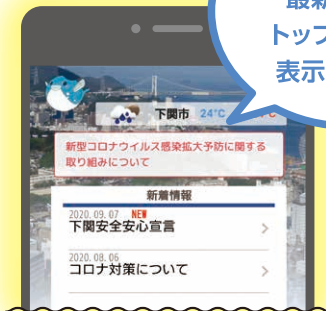 最新
トップ
表示
下関市 24℃ ℃
新型コロナウイルス感染拡大予防に関する
取り組みについて
新着情報
2020.09.07 NEW
下関安全安心宣言
2020.08.06
コロナ対策について